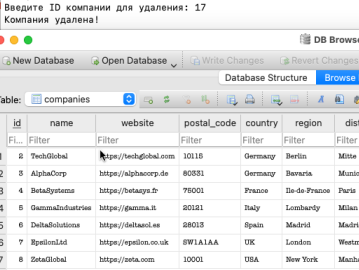 Введите ID компании для удаления: 17
Компания удалена!
DB Brows
New Database Open Database Write Changes Revert Changes
Database Structure Browse
Table: companies
id name website postal_code country region dist
Fi... Filter Filter Filter Filter Filter Filter
1 2 TechGlobal https://techglobal.com 10115 Germany Berlin Mitte
2 3 AlphaCorp https://alphacorp.de 80331 Germany Bavaria Munic
3 4 BetaSystems https://betasys.fr 75001 France Ile-de-France Paris
4 5 GammaIndustries https://gamma.it 20121 Italy Lombardy Milan
5 6 DeltaSolutions https://deltasol.es 28013 Spain Madrid Madri
6 7 EpsilonLtd https://epsilon.co.uk SW1A1AA UK London Westm
7 8 ZetaGlobal https://zeta.com 10001 USA New York Manha